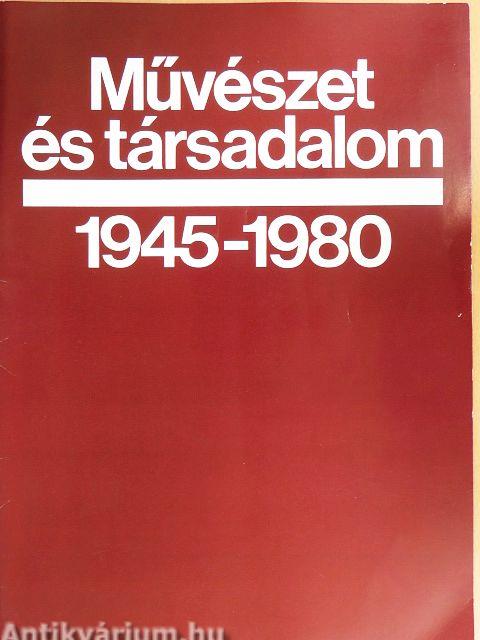 Művészet
és társadalom
1945-1980
Antikvárium.hu